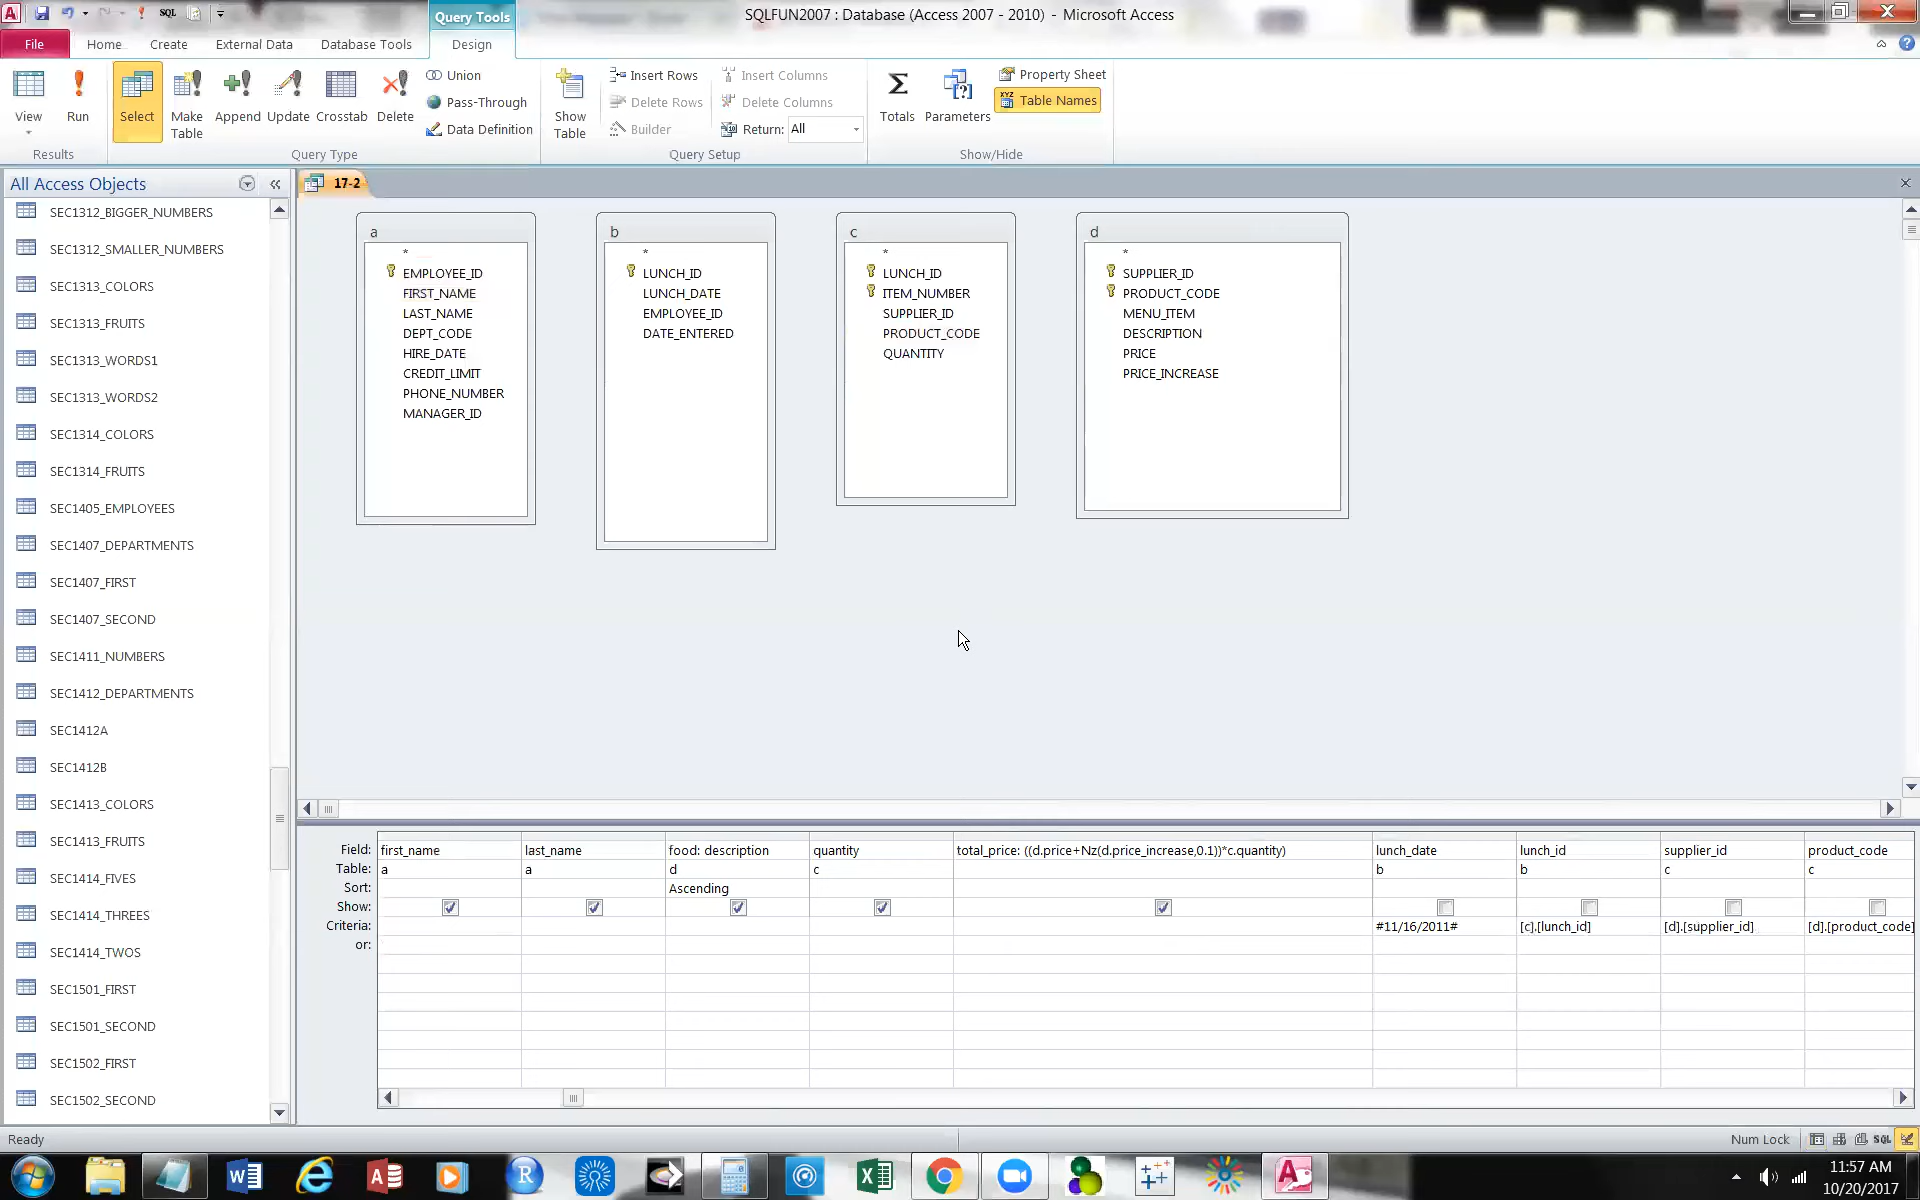 SQL
Query Tools
SQLFUN2007 : Database (Access 2007 - 2010) - Microsoft Access
File
Home
Create
External Data
Database Tools
Design
View
Run
Select
Make Table
Append
Update
Crosstab
Delete
Union
Pass-Through
Data Definition
Show Table
Insert Rows
Delete Rows
Builder
Insert Columns
Delete Columns
Return: All
Totals
Parameters
Property Sheet
Table Names
Results
Query Type
Query Setup
Show/Hide
All Access Objects
SEC1312_BIGGER_NUMBERS
SEC1312_SMALLER_NUMBERS
SEC1313_COLORS
SEC1313_FRUITS
SEC1313_WORDS1
SEC1313_WORDS2
SEC1314_COLORS
SEC1314_FRUITS
SEC1405_EMPLOYEES
SEC1407_DEPARTMENTS
SEC1407_FIRST
SEC1407_SECOND
SEC1411_NUMBERS
SEC1412_DEPARTMENTS
SEC1412A
SEC1412B
SEC1413_COLORS
SEC1413_FRUITS
SEC1414_FIVES
SEC1414_THREES
SEC1414_TWOS
SEC1501_FIRST
SEC1501_SECOND
SEC1502_FIRST
SEC1502_SECOND
17-2
a
*
EMPLOYEE_ID
FIRST_NAME
LAST_NAME
DEPT_CODE
HIRE_DATE
CREDIT_LIMIT
PHONE_NUMBER
MANAGER_ID
b
*
LUNCH_ID
LUNCH_DATE
EMPLOYEE_ID
DATE_ENTERED
c
*
LUNCH_ID
ITEM_NUMBER
SUPPLIER_ID
PRODUCT_CODE
QUANTITY
d
*
SUPPLIER_ID
PRODUCT_CODE
MENU_ITEM
DESCRIPTION
PRICE
PRICE_INCREASE
Field: first_name last_name food: description quantity total_price: ((d.price+Nz(d.price_increase,0.1))*c.quantity) lunch_date lunch_id supplier_id product_code
Table: a a d c b b c c
Sort: Ascending
Show:
Criteria: #11/16/2011# [c].[lunch_id] [d].[supplier_id] [d].[product_code]
or:
Ready
Num Lock
SQL
11:57 AM
10/20/2017